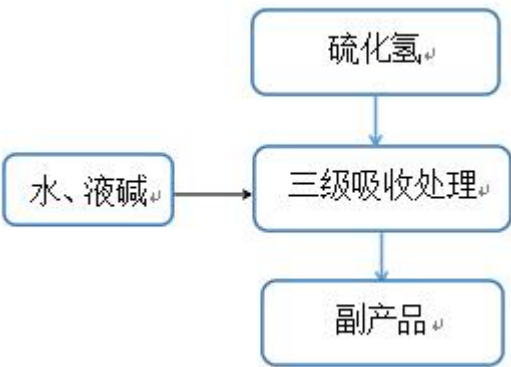 硫化氢
水、液碱
三级吸收处理
副产品